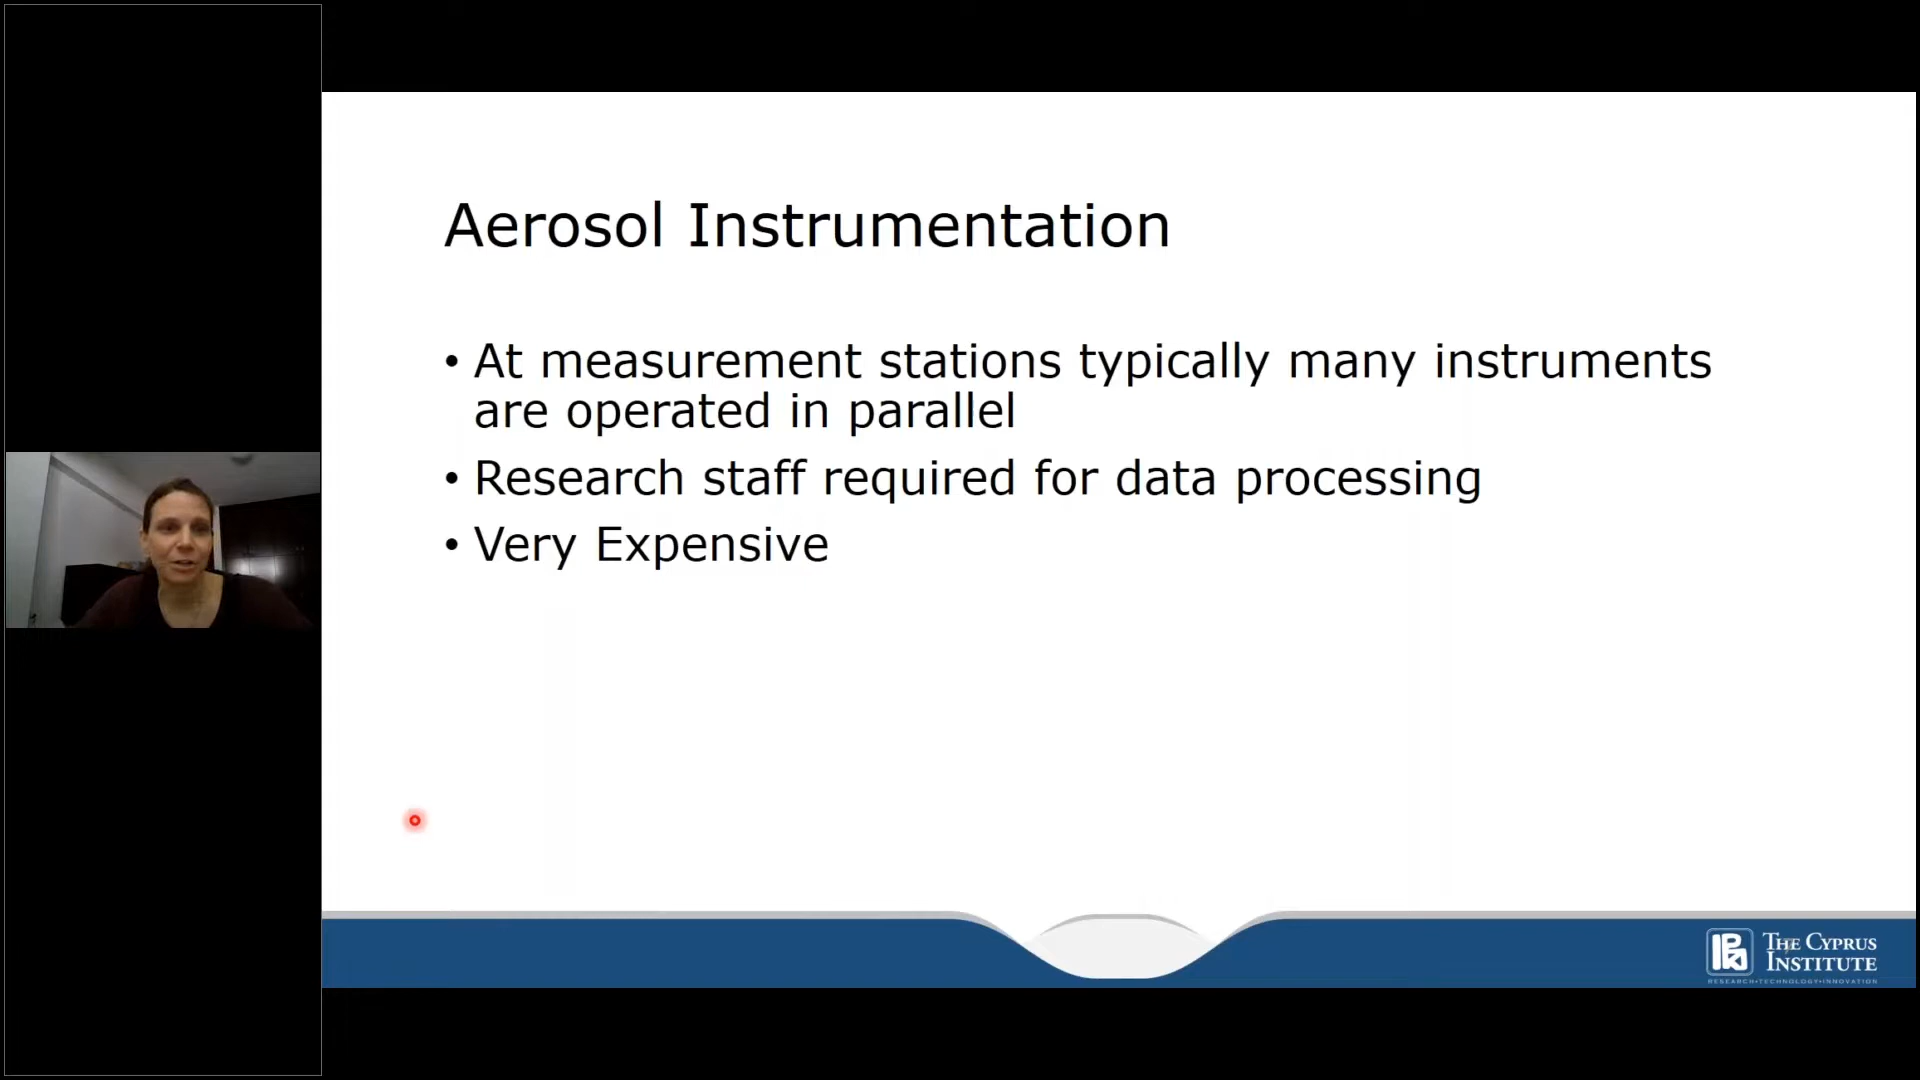 Aerosol Instrumentation
• At measurement stations typically many instruments
are operated in parallel
• Research staff required for data processing
• Very Expensive
THE CYPRUS
INSTITUTE
RESEARCH•TECHNOLOGY•INNOVATION